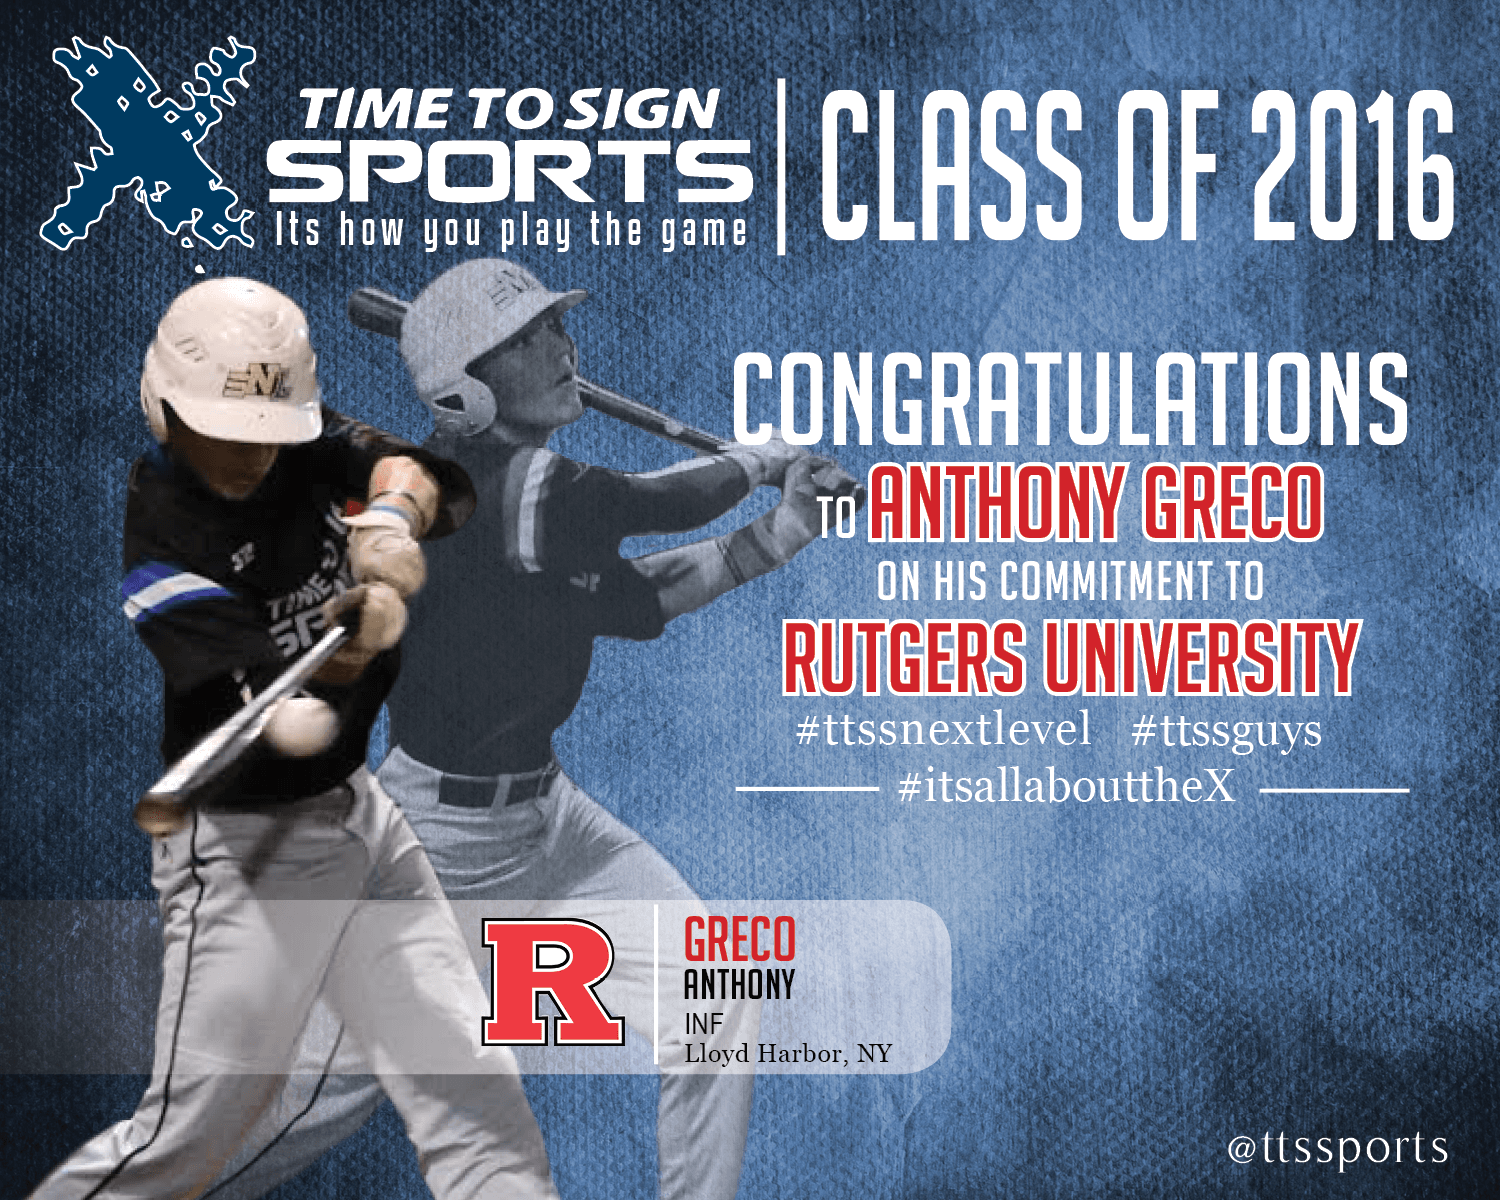 TIME TO SIGN
SPORTS
Its how you play the game
CLASS OF 2016
CONGRATULATIONS
TO ANTHONY GRECO
ON HIS COMMITMENT TO
RUTGERS UNIVERSITY
#ttssnextlevel #ttssguys
#itsallabouttheX
TIME
R
GRECO
ANTHONY
INF
Lloyd Harbor, NY
@ttssports